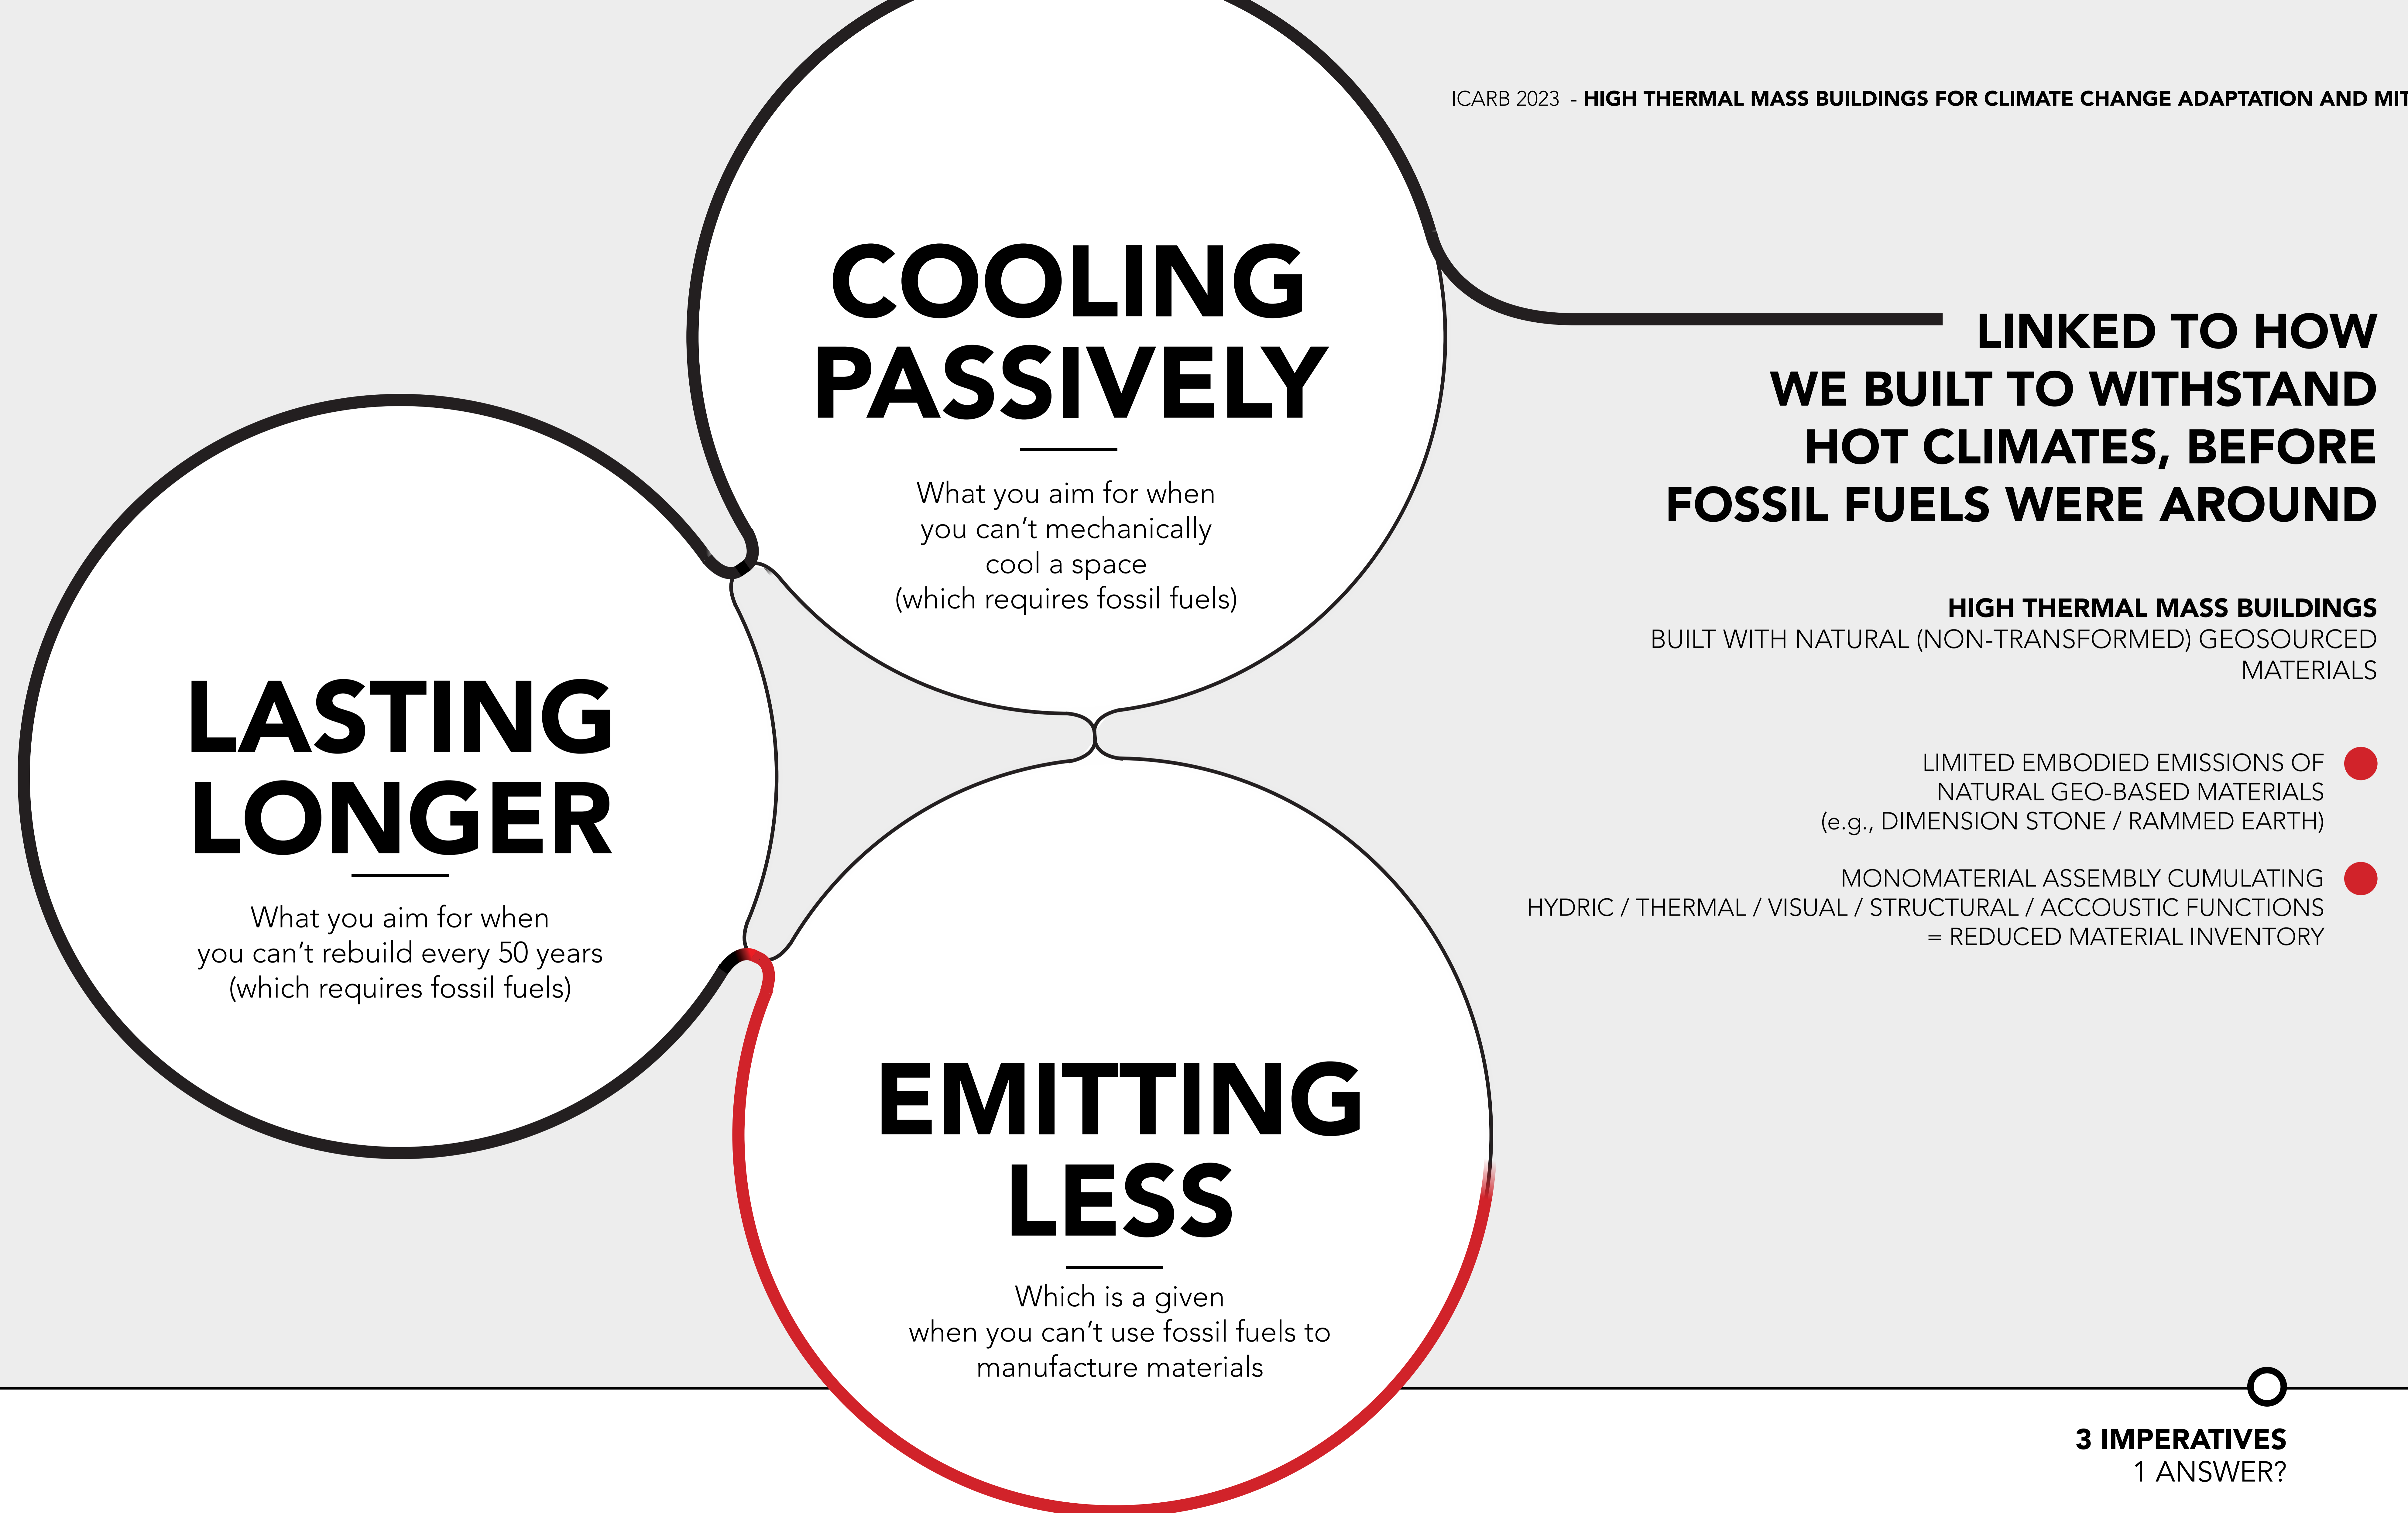 ICARB 2023 - HIGH THERMAL MASS BUILDINGS FOR CLIMATE CHANGE ADAPTATION AND MIT
COOLING
PASSIVELY
What you aim for when
you can't mechanically
cool a space
(which requires fossil fuels)
LASTING
LONGER
What you aim for when
you can't rebuild every 50 years
(which requires fossil fuels)
EMITTING
LESS
Which is a given
when you can't use fossil fuels to
manufacture materials
LINKED TO HOW
WE BUILT TO WITHSTAND
HOT CLIMATES, BEFORE
FOSSIL FUELS WERE AROUND
HIGH THERMAL MASS BUILDINGS
BUILT WITH NATURAL (NON-TRANSFORMED) GEOSOURCED
MATERIALS
LIMITED EMBODIED EMISSIONS OF
NATURAL GEO-BASED MATERIALS
(e.g., DIMENSION STONE / RAMMED EARTH)
MONOMATERIAL ASSEMBLY CUMULATING
HYDRIC / THERMAL / VISUAL / STRUCTURAL / ACCOUSTIC FUNCTIONS
= REDUCED MATERIAL INVENTORY
3 IMPERATIVES
1 ANSWER?